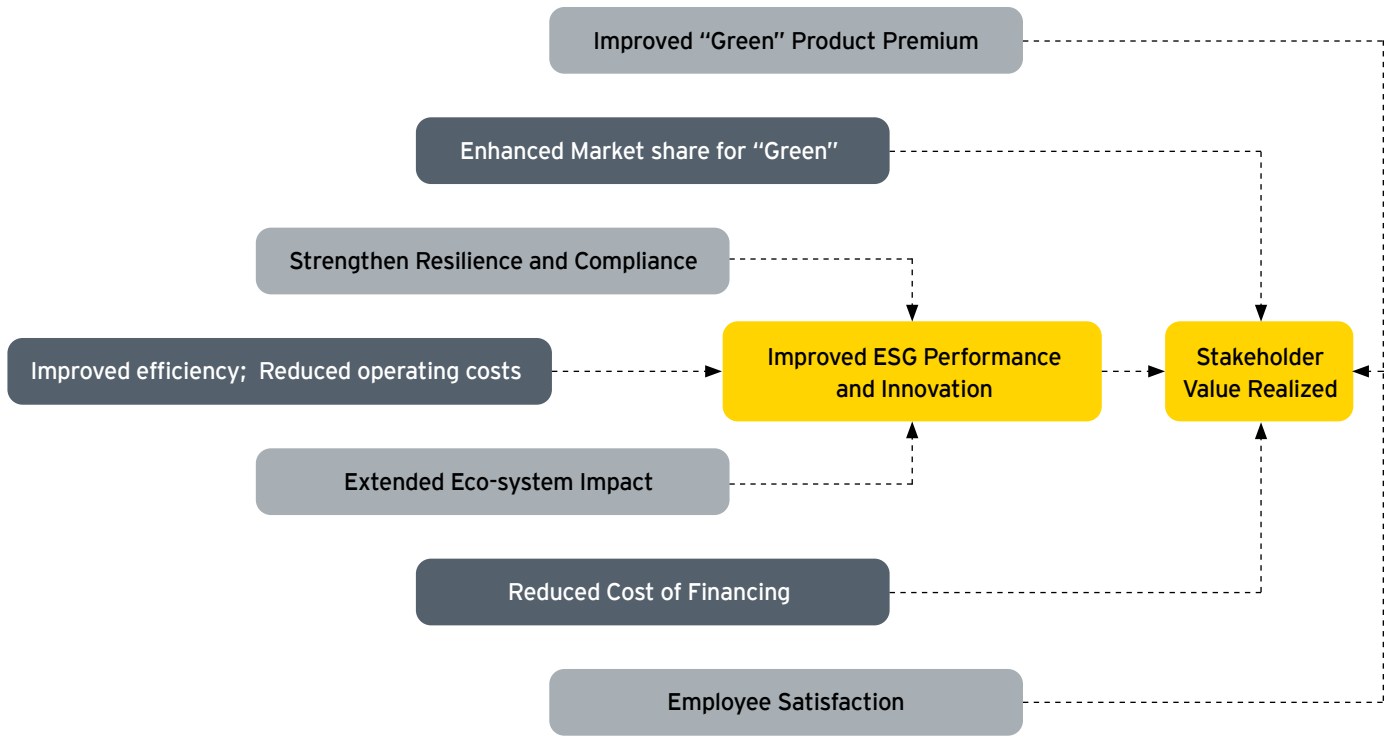 Improved “Green” Product Premium
Enhanced Market share for “Green”
Strengthen Resilience and Compliance
Improved efficiency; Reduced operating costs
Improved ESG Performance
and Innovation
Stakeholder
Value Realized
Extended Eco-system Impact
Reduced Cost of Financing
Employee Satisfaction